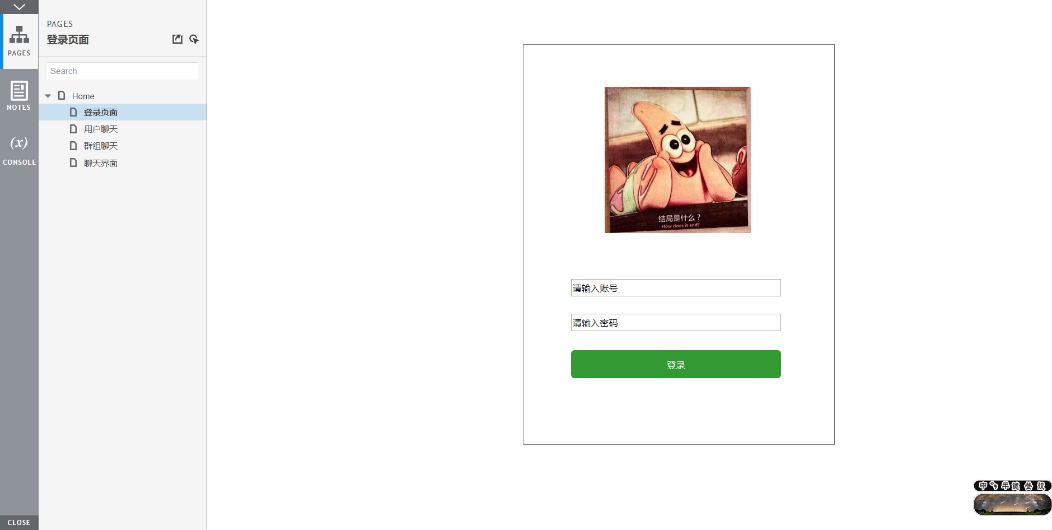 PAGES
登录页面
PAGES
Search
NOTES
Home
登录页面
用户聊天
群组聊天
聊天界面
(x)
CONSOLE
结局是什么？
How does it end?
请输入账号
请输入密码
登录
CLOSE